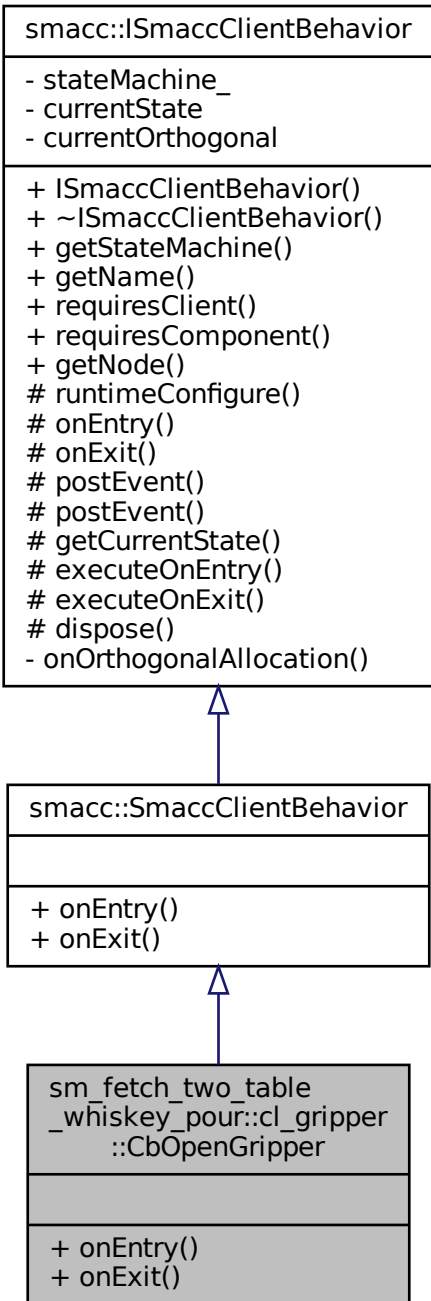 smacc::ISmaccClientBehavior
- stateMachine_
- currentState
- currentOrthogonal
+ ISmaccClientBehavior()
+ ~ISmaccClientBehavior()
+ getStateMachine()
+ getName()
+ requiresClient()
+ requiresComponent()
+ getNode()
# runtimeConfigure()
# onEntry()
# onExit()
# postEvent()
# postEvent()
# getCurrentState()
# executeOnEntry()
# executeOnExit()
# dispose()
- onOrthogonalAllocation()
smacc::SmaccClientBehavior
+ onEntry()
+ onExit()
sm_fetch_two_table
_whiskey_pour::cl_gripper
::CbOpenGripper
+ onEntry()
+ onExit()